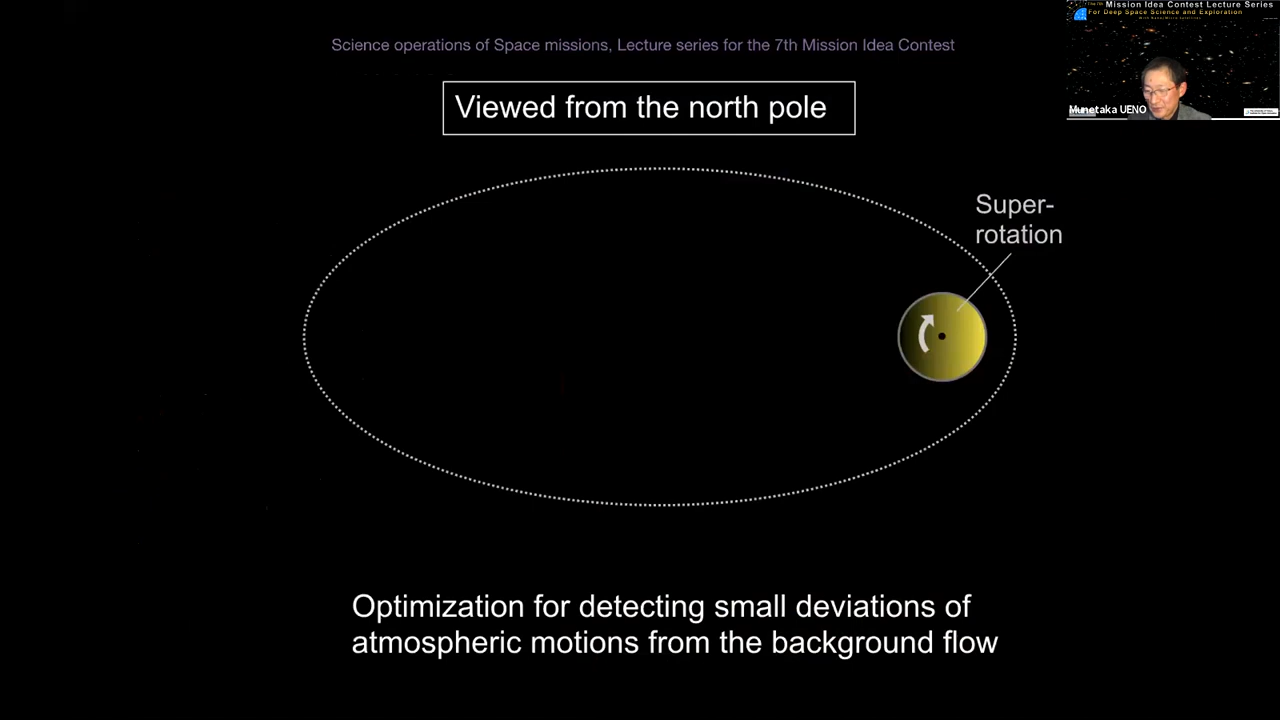 Mission Idea Contest Lecture Series
For Deep Space Science and Exploration
Science operations of Space missions, Lecture series for the 7th Mission Idea Contest
Viewed from the north pole
Munetaka UENO
Super-
rotation
Optimization for detecting small deviations of
atmospheric motions from the background flow